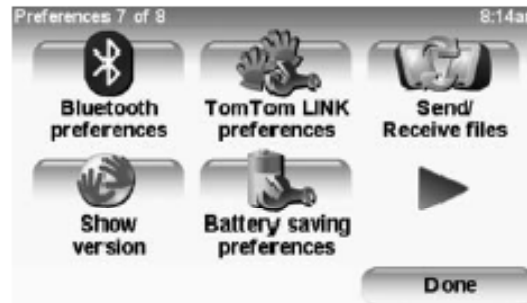 Preferences 7 of 8
8:14a
Bluetooth
preferences
TomTom LINK
preferences
Send/
Receive files
Show
version
Battery saving
preferences
Done